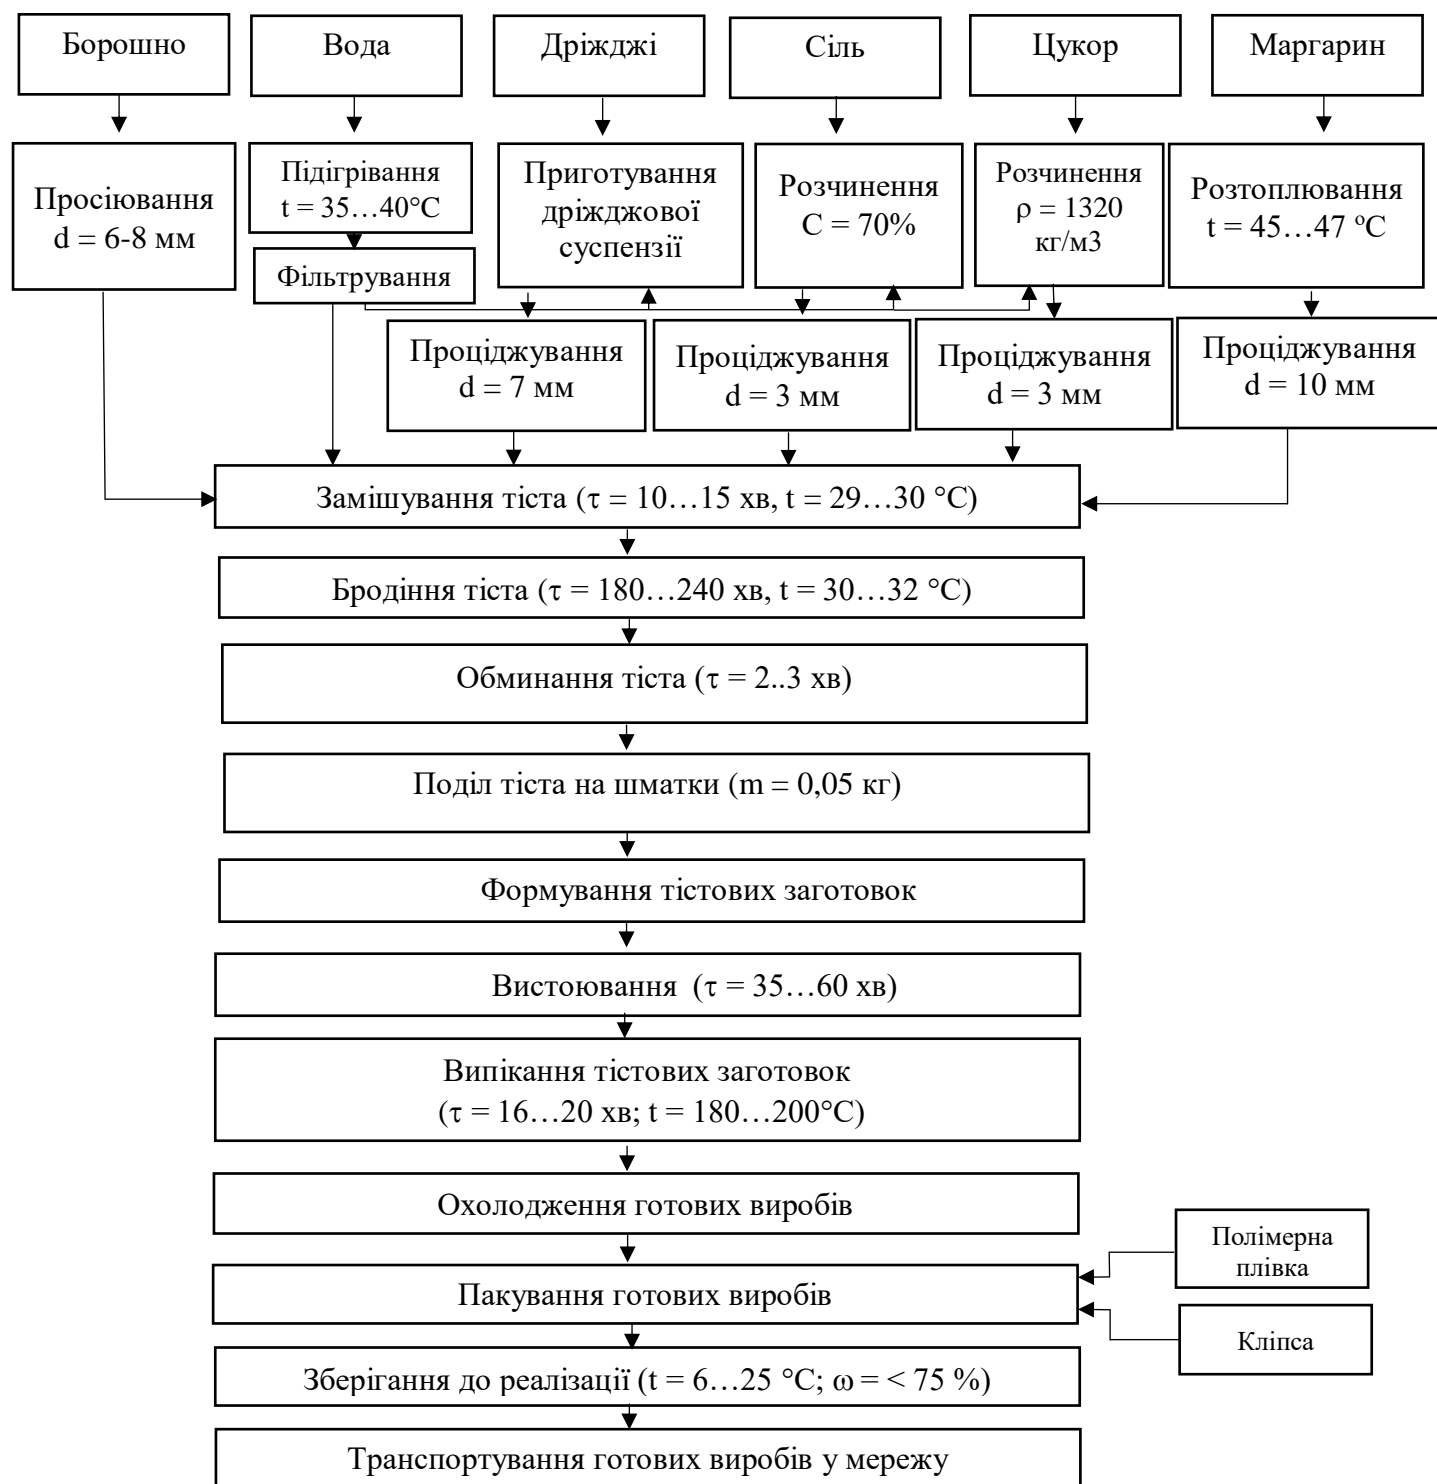 Борошно
Вода
Дріжджі
Сіль
Цукор
Маргарин
Просіювання
d = 6-8 мм
Підігрівання
t = 35…40°С
Приготування
дріжджової
суспензії
Розчинення
С = 70%
Розчинення
ρ = 1320
кг/м3
Розтоплювання
t = 45…47 ºС
Фільтрування
Проціджування
d = 7 мм
Проціджування
d = 3 мм
Проціджування
d = 3 мм
Проціджування
d = 10 мм
Замішування тіста (τ = 10…15 хв, t = 29…30 °С)
Бродіння тіста (τ = 180…240 хв, t = 30…32 °С)
Обминання тіста (τ = 2..3 хв)
Поділ тіста на шматки (m = 0,05 кг)
Формування тістових заготовок
Вистоювання (τ = 35…60 хв)
Випікання тістових заготовок
(τ = 16…20 хв; t = 180…200°С)
Охолодження готових виробів
Полімерна
плівка
Пакування готових виробів
Кліпса
Зберігання до реалізації (t = 6…25 °С; ω = < 75 %)
Транспортування готових виробів у мережу